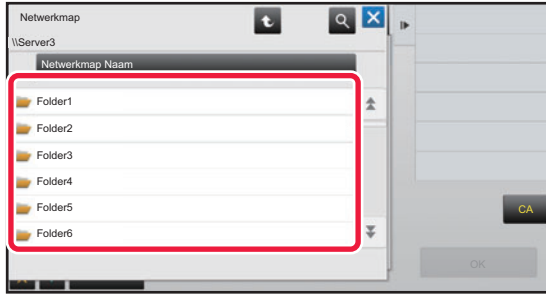 Netwerkmap
\\Server3
Netwerkmap Naam
Folder1
Folder2
Folder3
Folder4
Folder5
Folder6
CA
OK